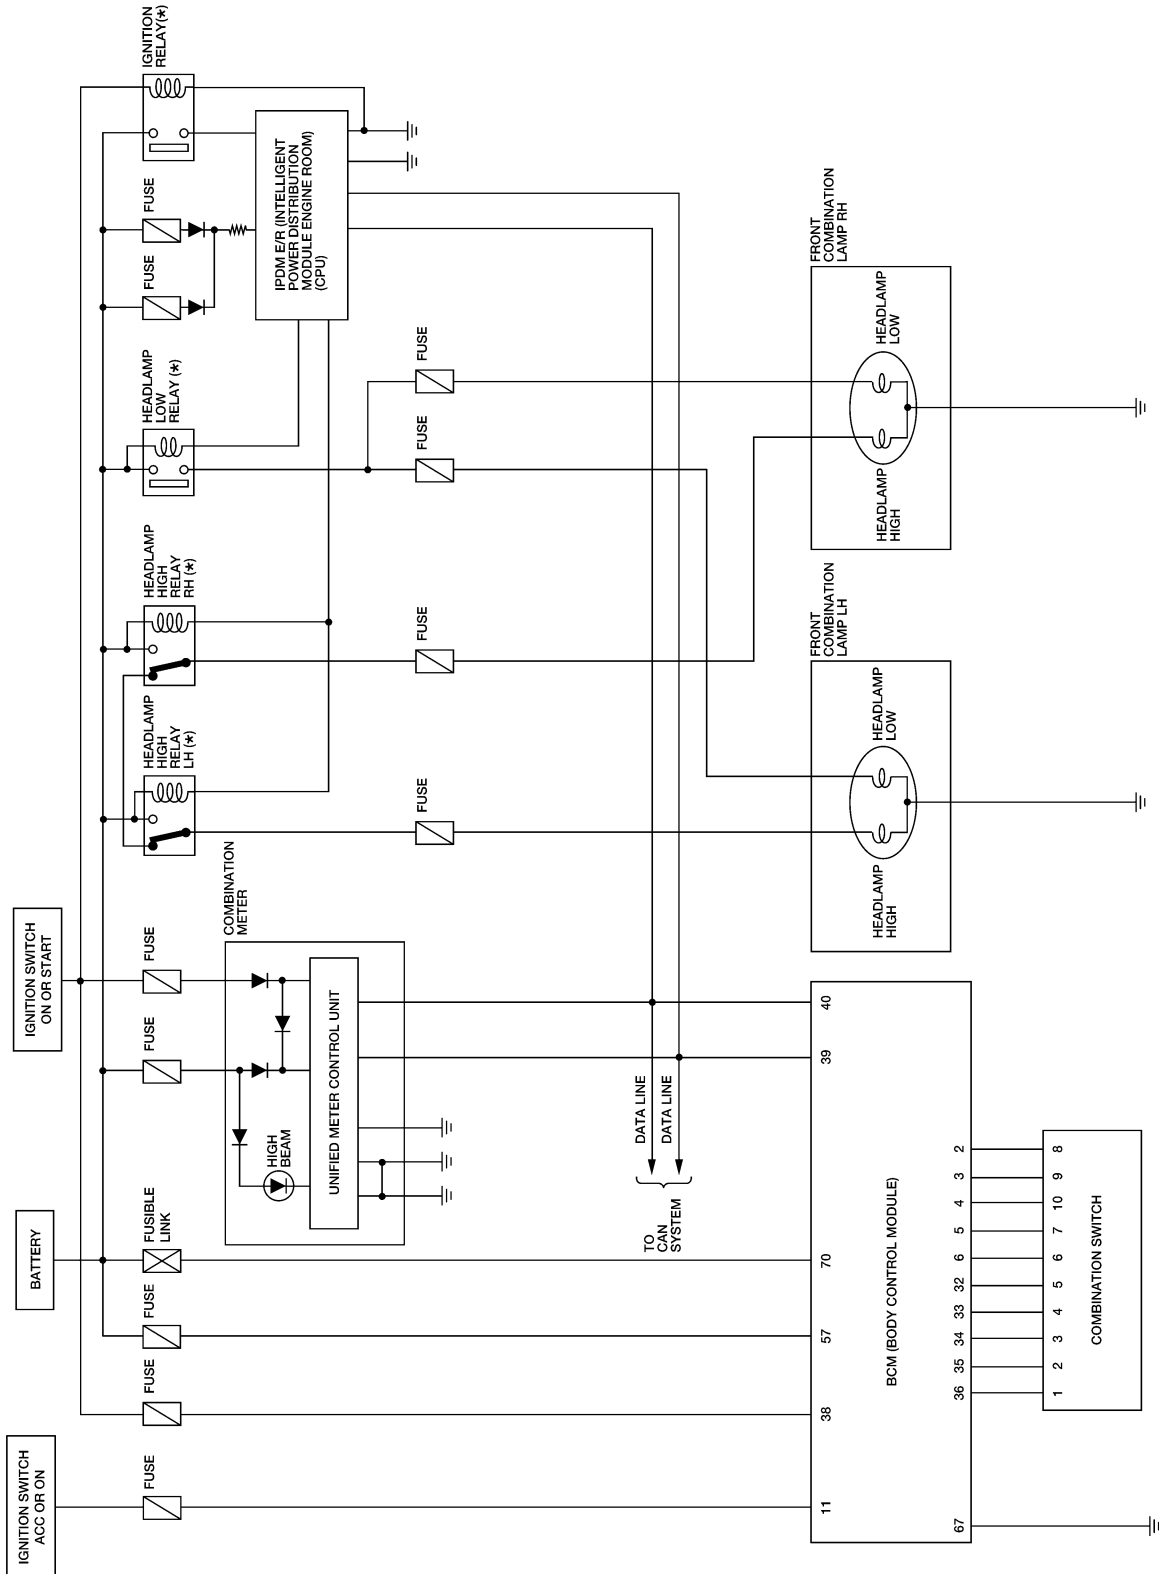 IGNITION SWITCH
ACC OR ON
BATTERY
IGNITION SWITCH
ON OR START
FUSE
FUSE
FUSE
FUSIBLE
LINK
FUSE
FUSE
HEADLAMP
HIGH
RELAY
LH (*)
HEADLAMP
HIGH
RELAY
RH (*)
HEADLAMP
LOW
RELAY (*)
FUSE
FUSE
IGNITION
RELAY(*)
COMBINATION
METER
HIGH
BEAM
UNIFIED METER CONTROL UNIT
IPDM E/R (INTELLIGENT
POWER DISTRIBUTION
MODULE ENGINE ROOM)
(CPU)
FUSE
FUSE
FUSE
FUSE
TO
CAN
SYSTEM
DATA LINE
DATA LINE
FRONT
COMBINATION
LAMP LH
HEADLAMP
HIGH
HEADLAMP
LOW
FRONT
COMBINATION
LAMP RH
HEADLAMP
HIGH
HEADLAMP
LOW
11
38
57
70
39
40
BCM (BODY CONTROL MODULE)
67
36
35
34
33
32
6
5
4
3
2
1
2
3
4
5
6
7
10
9
8
COMBINATION SWITCH